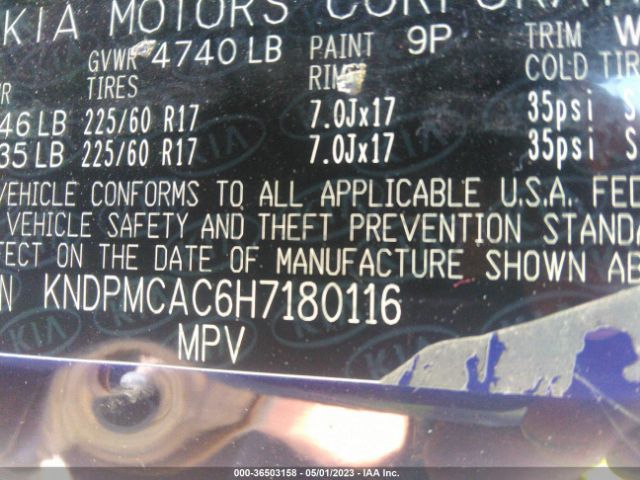 KIA MOTORS CORPORAT
GVWR 4740 LB PAINT 9P TRIM W
TIRES RIMS COLD TIR
46 LB 225/60 R17 7.0Jx17 35psi S
35 LB 225/60 R17 7.0Jx17 35psi S
VEHICLE CONFORMS TO ALL APPLICABLE U.S.A. FED
VEHICLE SAFETY AND THEFT PREVENTION STANDA
FECT ON THE DATE OF MANUFACTURE SHOWN AB
N KNDPMCAC6H7180116
MPV
000-36503158 - 05/01/2023 - IAA Inc.